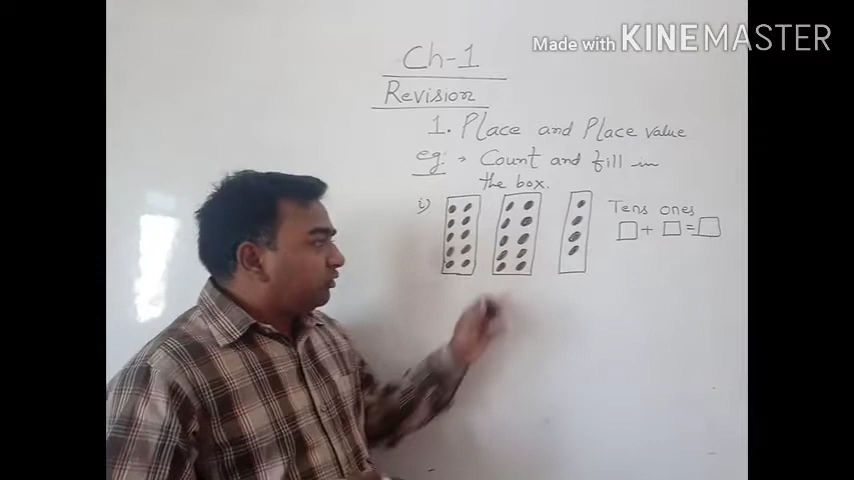 Made with KINEMASTER
Ch-1
Revision
1. Place and Place value
eg:→ Count and fill in
the box.
i) Tens ones
+ =